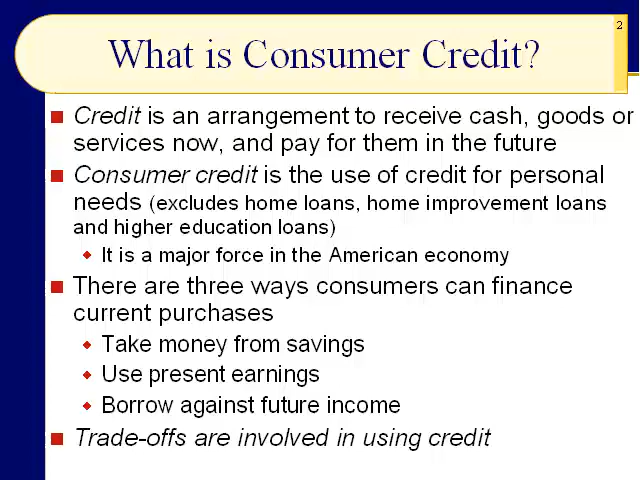 2
What is Consumer Credit?
Credit is an arrangement to receive cash, goods or
services now, and pay for them in the future
Consumer credit is the use of credit for personal
needs (excludes home loans, home improvement loans
and higher education loans)
It is a major force in the American economy
There are three ways consumers can finance
current purchases
Take money from savings
Use present earnings
Borrow against future income
Trade-offs are involved in using credit